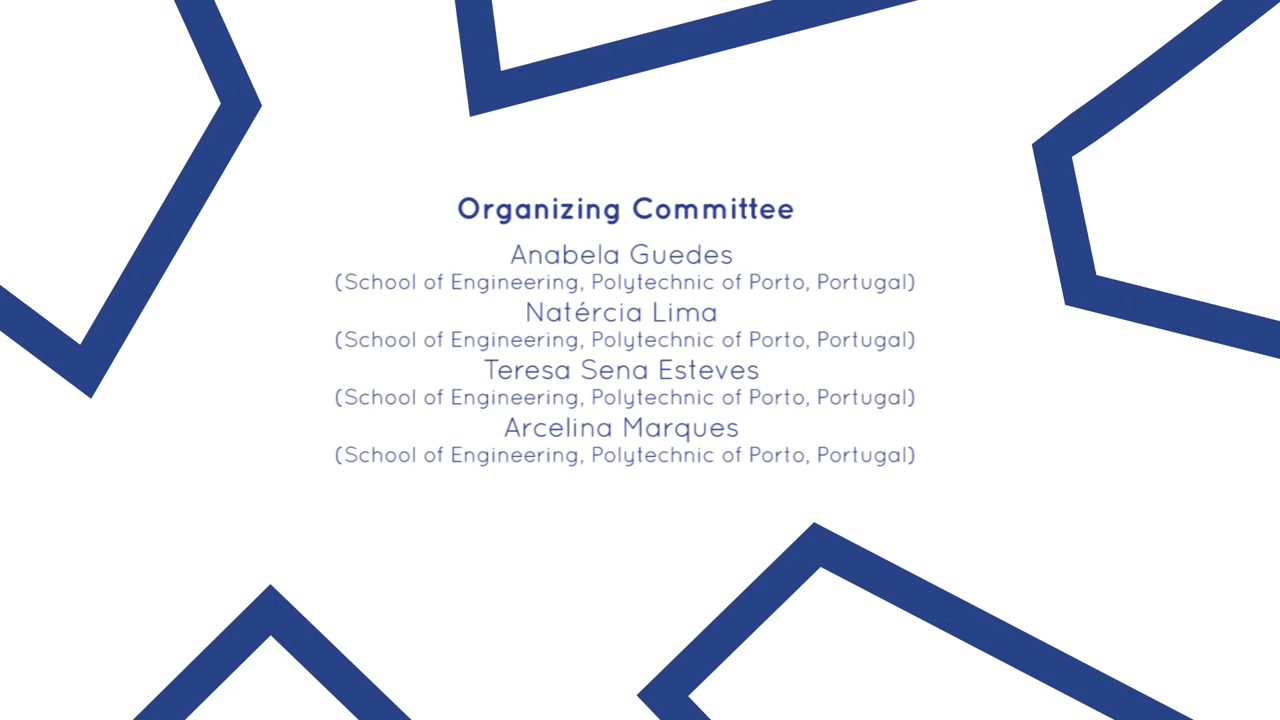 Organizing Committee
Anabela Guedes
(School of Engineering, Polytechnic of Porto, Portugal)
Natércia Lima
(School of Engineering, Polytechnic of Porto, Portugal)
Teresa Sena Esteves
(School of Engineering, Polytechnic of Porto, Portugal)
Arcelina Marques
(School of Engineering, Polytechnic of Porto, Portugal)